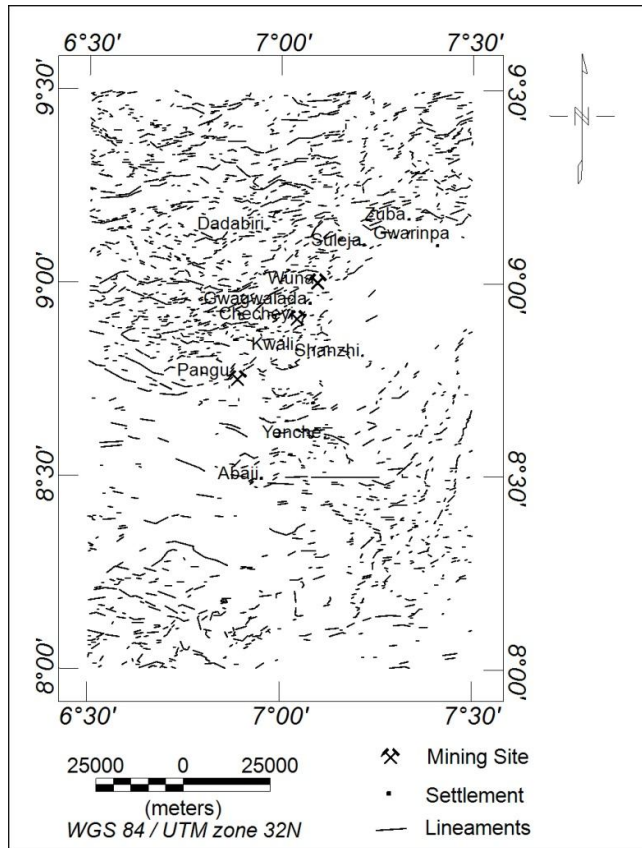 6°30' 7°00' 7°30'
9°30' 9°30'
Dadabiri
Zuba
Gwarinpa
Suleja
Wuna
9°00' 9°00'
Gwagwalada
Checheyi
Kwali
Shanzhi
Pangu
Yenche
Abaji
8°30' 8°30'
8°00' 8°00'
6°30' 7°00' 7°30'
N
25000 0 25000
(meters)
WGS 84 / UTM zone 32N
Mining Site
Settlement
Lineaments